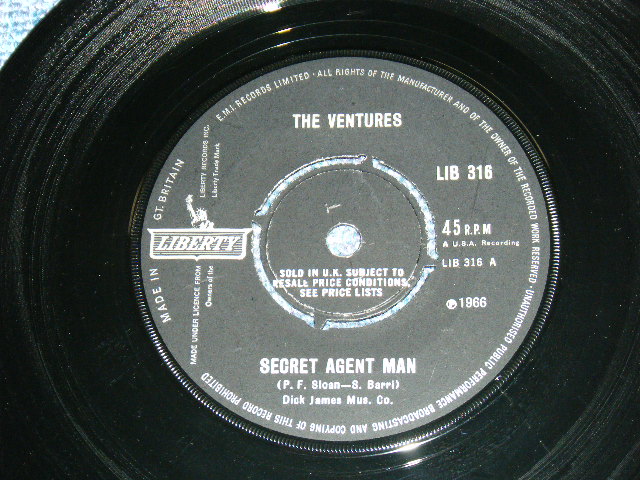 E.M.I. RECORDS LIMITED · ALL RIGHTS OF THE MANUFACTURER AND OF THE OWNER OF THE RECORDED WORK RESERVED · UNAUTHORISED PUBLIC PERFORMANCE BROADCASTING AND COPYING OF THIS RECORD PROHIBITED
MADE IN GT. BRITAIN
THE VENTURES
LIBERTY RECORDS INC.
Liberty Trade Mark
LIBERTY
MADE UNDER LICENCE FROM
Owners of the
LIB 316
45 R.P.M
A U.S.A. Recording
LIB 316 A
℗1966
SOLD IN U.K. SUBJECT TO
RESALE PRICE CONDITIONS,
SEE PRICE LISTS
SECRET AGENT MAN
(P. F. Sloan—S. Barri)
Dick James Mus. Co.